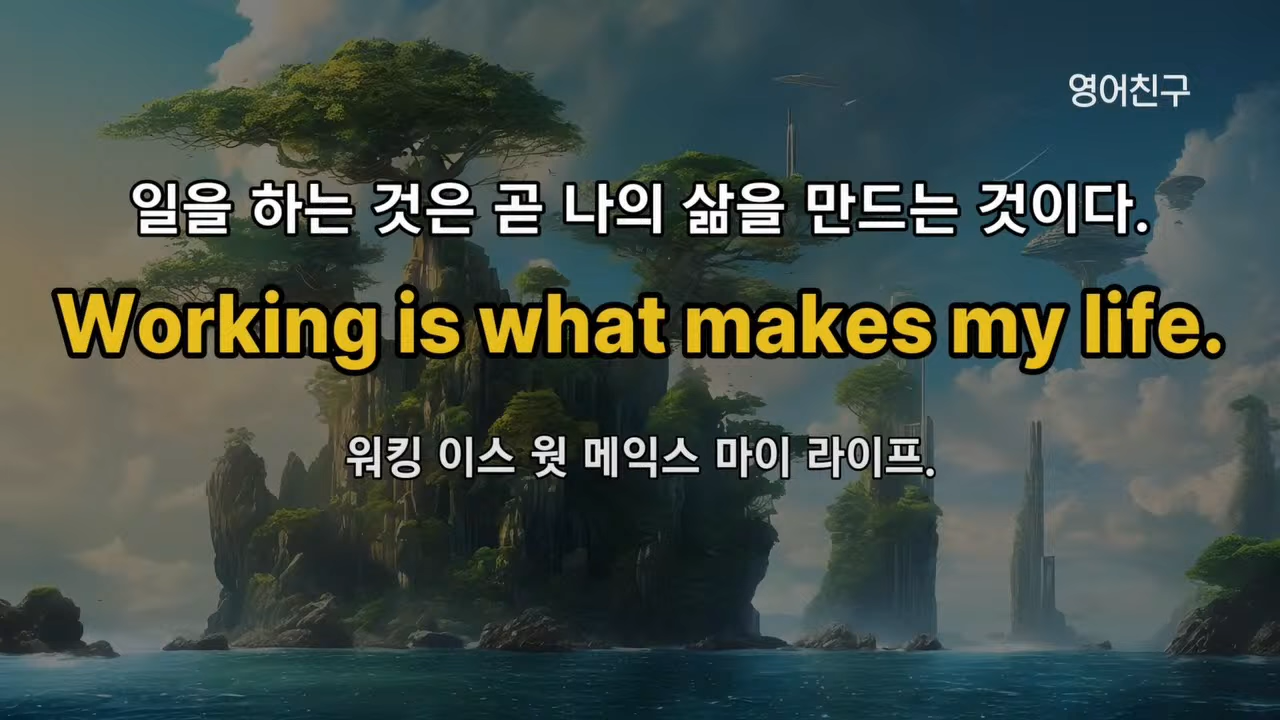 영어친구
일을 하는 것은 곧 나의 삶을 만드는 것이다.
Working is what makes my life.
워킹 이스 윗 메익스 마이 라이프.